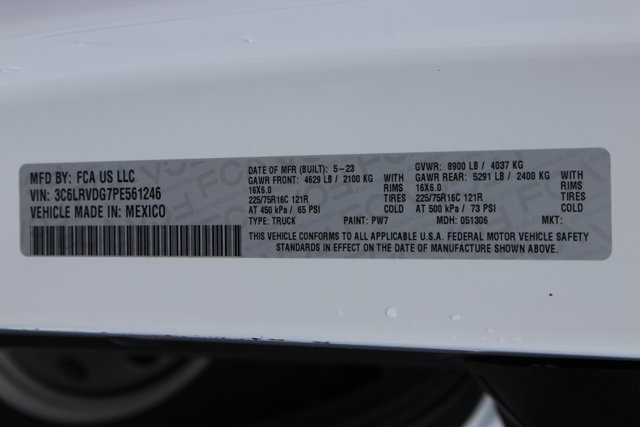 MFD BY: FCA US LLC
VIN: 3C6LRVDG7PE561246
VEHICLE MADE IN: MEXICO
DATE OF MFR (BUILT): 5-23
GAWR FRONT: 4629 LB / 2100 KG WITH
16X6.0 RIMS
225/75R16C 121R TIRES
AT 450 kPa / 65 PSI COLD
GVWR: 8900 LB / 4037 KG
GAWR REAR: 5291 LB / 2400 KG WITH
16X6.0 RIMS
225/75R16C 121R TIRES
AT 500 kPa / 73 PSI COLD
TYPE: TRUCK PAINT: PW7 MDH: 051306 MKT:
THIS VEHICLE CONFORMS TO ALL APPLICABLE U.S.A. FEDERAL MOTOR VEHICLE SAFETY
STANDARDS IN EFFECT ON THE DATE OF MANUFACTURE SHOWN ABOVE.